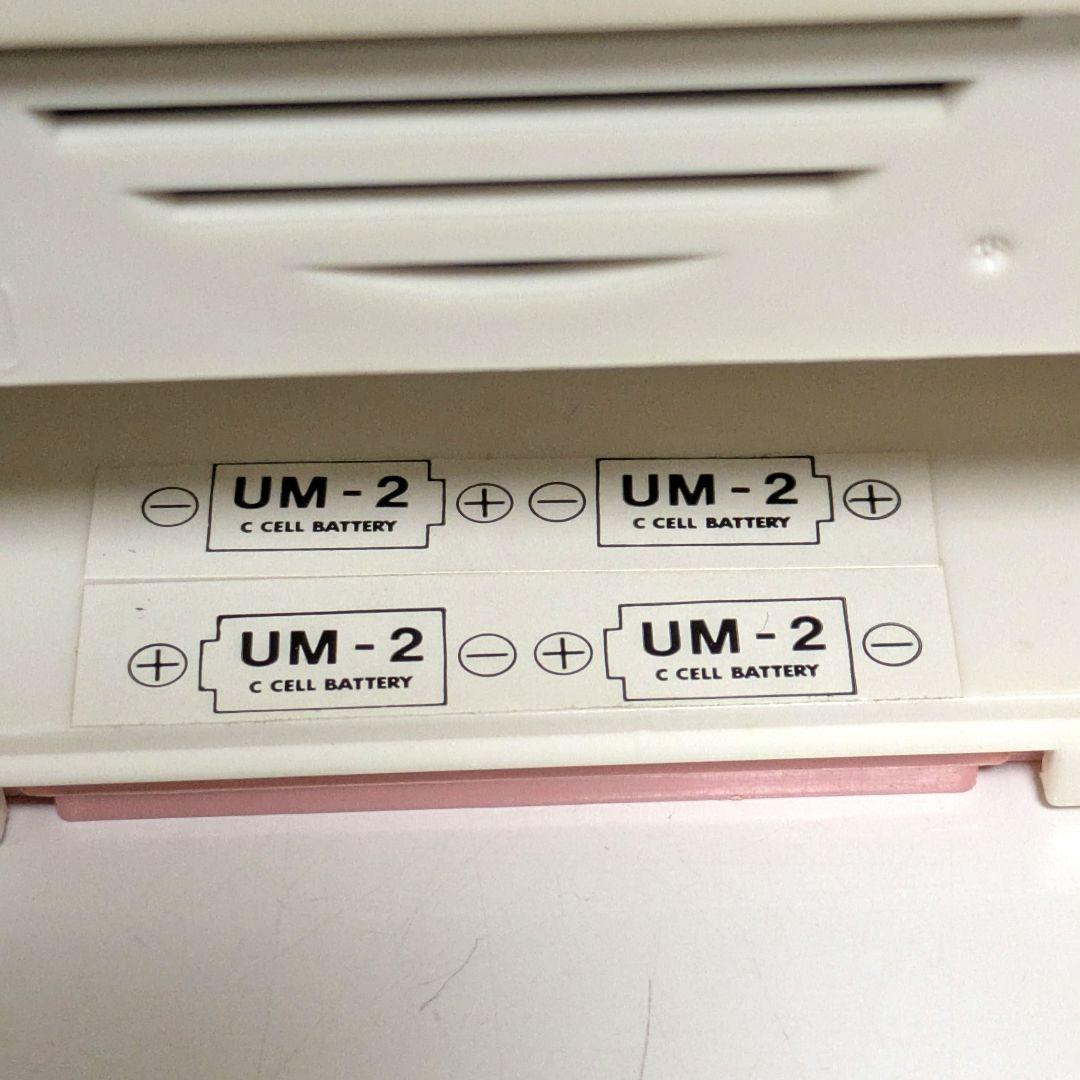 ⊖ UM-2 ⊕ ⊖ UM-2 ⊕
C CELL BATTERY C CELL BATTERY
⊕ UM-2 ⊖ ⊕ UM-2 ⊖
C CELL BATTERY C CELL BATTERY